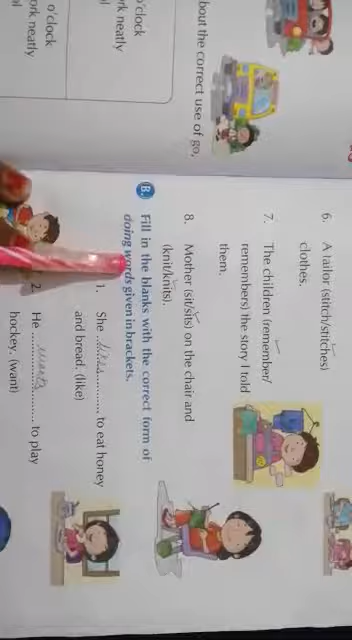 bout the correct use of go,
o'clock
rk neatly
al
o'clock
ork neatly
al
6. A tailor (stitch/stitches)
clothes.
7. The children (remember/
remembers) the story I told
them.
8. Mother (sit/sits) on the chair and
(knit/knits).
B. Fill in the blanks with the correct form of
doing words given in brackets.
1. She ............ to eat honey
and bread. (like)
2. He wants to play
hockey. (want)